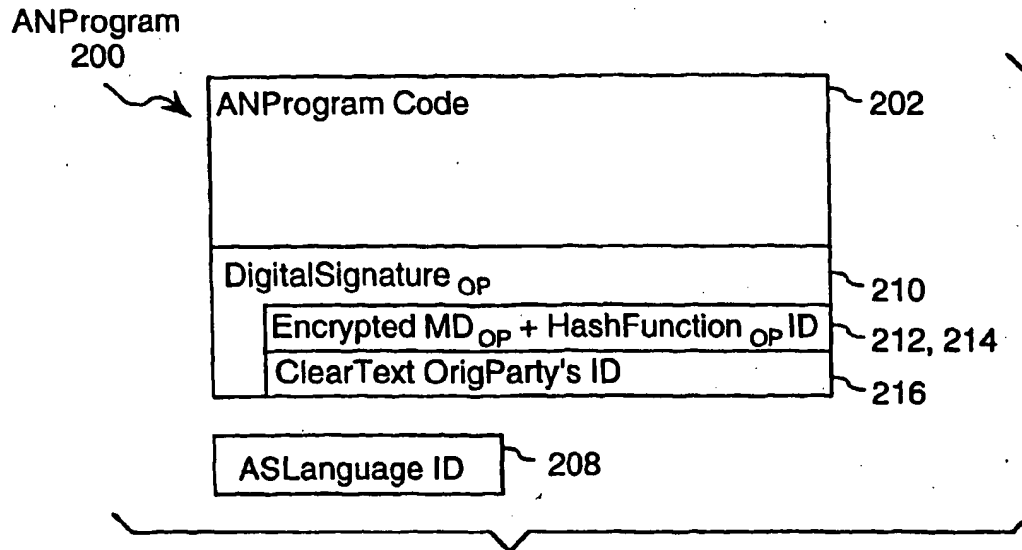 ANProgram
200
ANProgram Code
202
DigitalSignature OP
210
Encrypted MD OP + HashFunction OP ID
212, 214
ClearText OrigParty's ID
216
ASLanguage ID
208